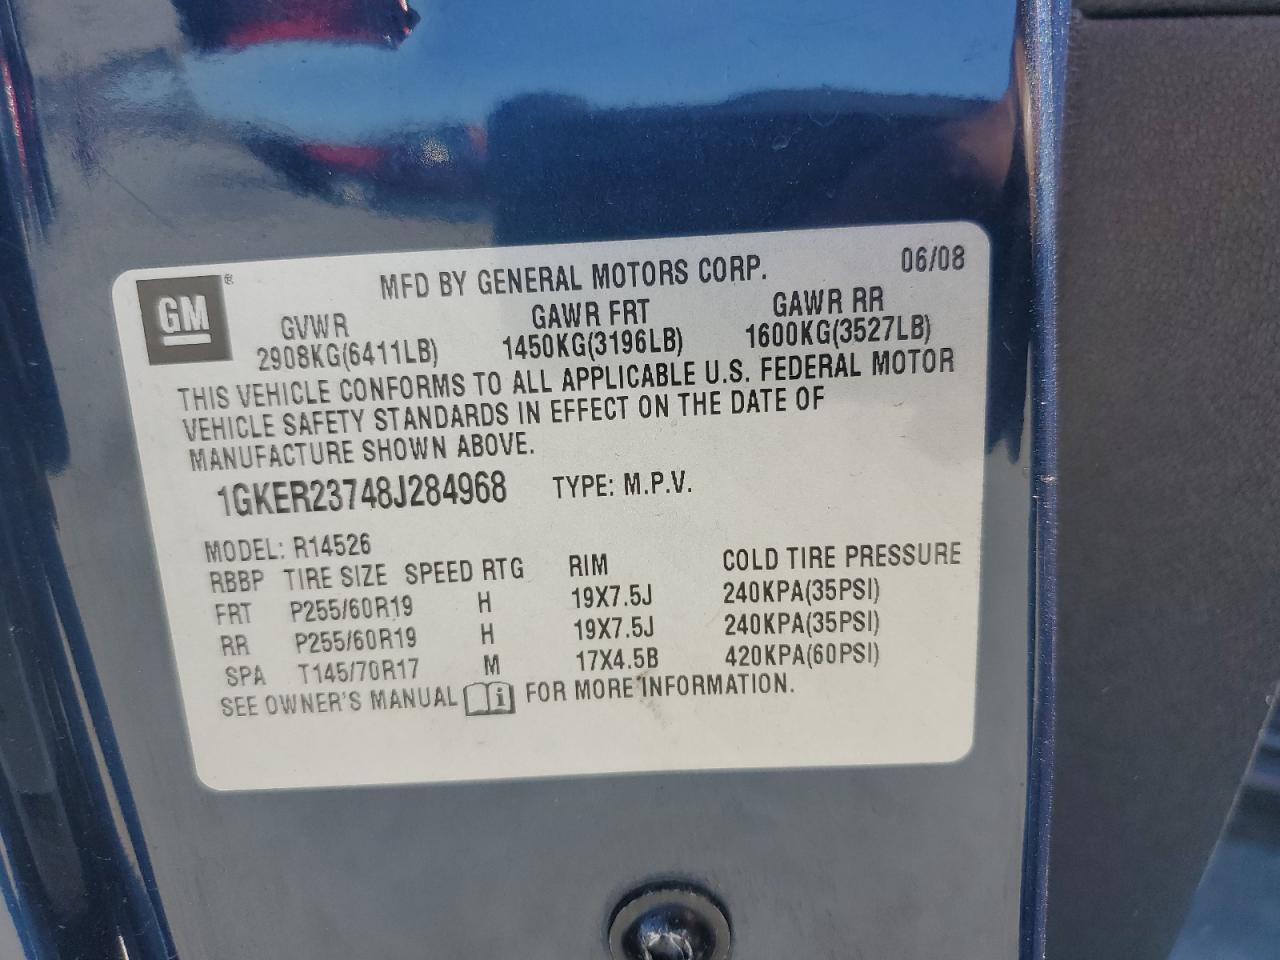 GM® MFD BY GENERAL MOTORS CORP. 06/08
GVWR GAWR FRT GAWR RR
2908KG(6411LB) 1450KG(3196LB) 1600KG(3527LB)
THIS VEHICLE CONFORMS TO ALL APPLICABLE U.S. FEDERAL MOTOR
VEHICLE SAFETY STANDARDS IN EFFECT ON THE DATE OF
MANUFACTURE SHOWN ABOVE.
1GKER23748J284968 TYPE: M.P.V.
MODEL: R14526
RBBP TIRE SIZE SPEED RTG RIM COLD TIRE PRESSURE
FRT P255/60R19 H 19X7.5J 240KPA(35PSI)
RR P255/60R19 H 19X7.5J 240KPA(35PSI)
SPA T145/70R17 M 17X4.5B 420KPA(60PSI)
SEE OWNER'S MANUAL i FOR MORE INFORMATION.